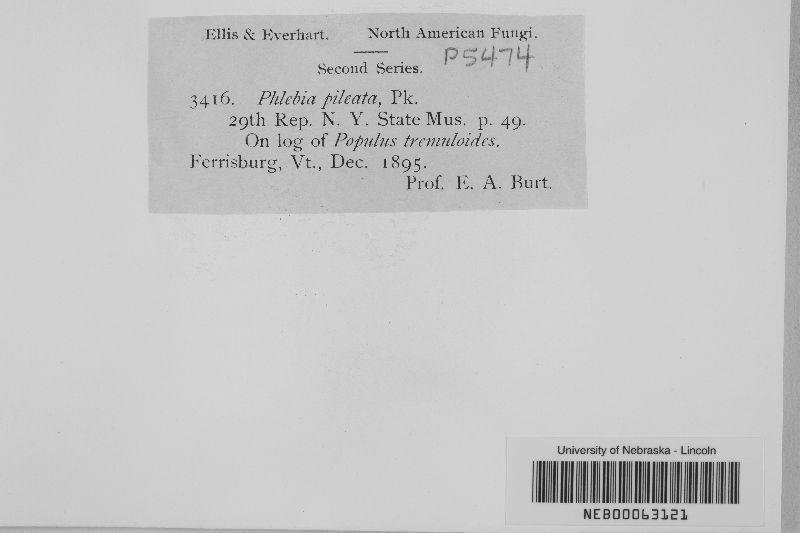 Ellis & Everhart. North American Fungi.
Second Series. P5474
3416. Phlebia pileata, Pk.
29th Rep. N. Y. State Mus. p. 49.
On log of Populus tremuloides.
Ferrisburg, Vt., Dec. 1895.
Prof. E. A. Burt.
University of Nebraska - Lincoln
NEB00063121